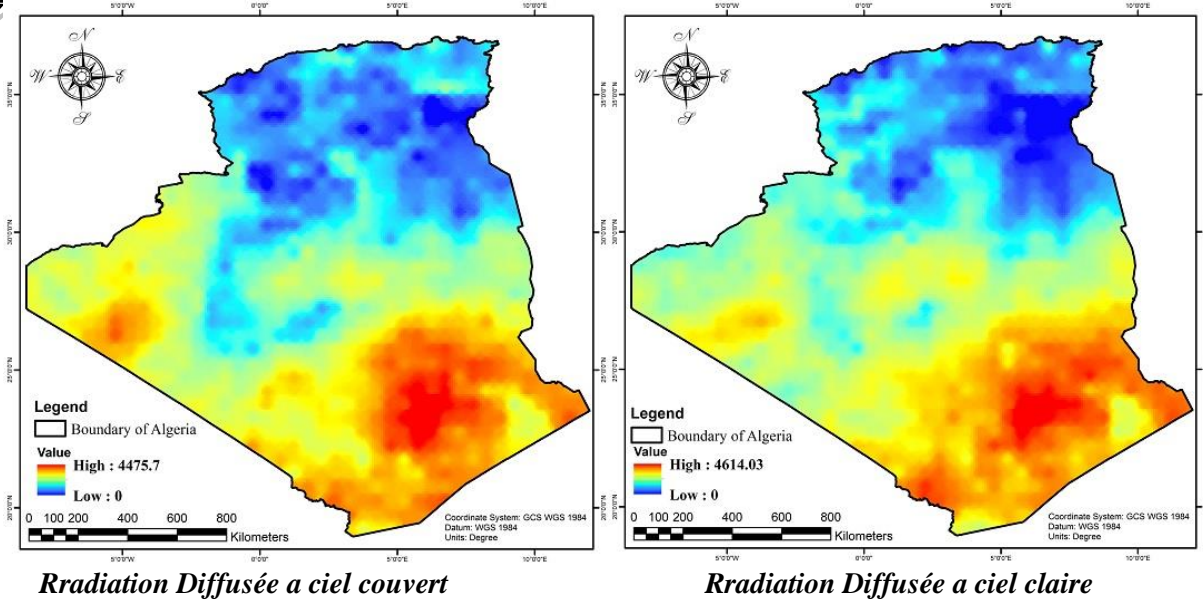 5°0'0"W 0°0'0" 5°0'0"E 10°0'0"E
N
W E
S
35°0'0"N
30°0'0"N
25°0'0"N
20°0'0"N
Legend
Boundary of Algeria
Value
High : 4475.7
Low : 0
0 100 200 400 600 800
Kilometers
Coordinate System: GCS WGS 1984
Datum: WGS 1984
Units: Degree
5°0'0"W 0°0'0" 5°0'0"E 10°0'0"E
Rradiation Diffusée a ciel couvert
5°0'0"W 0°0'0" 5°0'0"E 10°0'0"E
N
W E
S
35°0'0"N
30°0'0"N
25°0'0"N
20°0'0"N
Legend
Boundary of Algeria
Value
High : 4614.03
Low : 0
0 100 200 400 600 800
Kilometers
Coordinate System: GCS WGS 1984
Datum: WGS 1984
Units: Degree
5°0'0"W 0°0'0" 5°0'0"E 10°0'0"E
Rradiation Diffusée a ciel claire